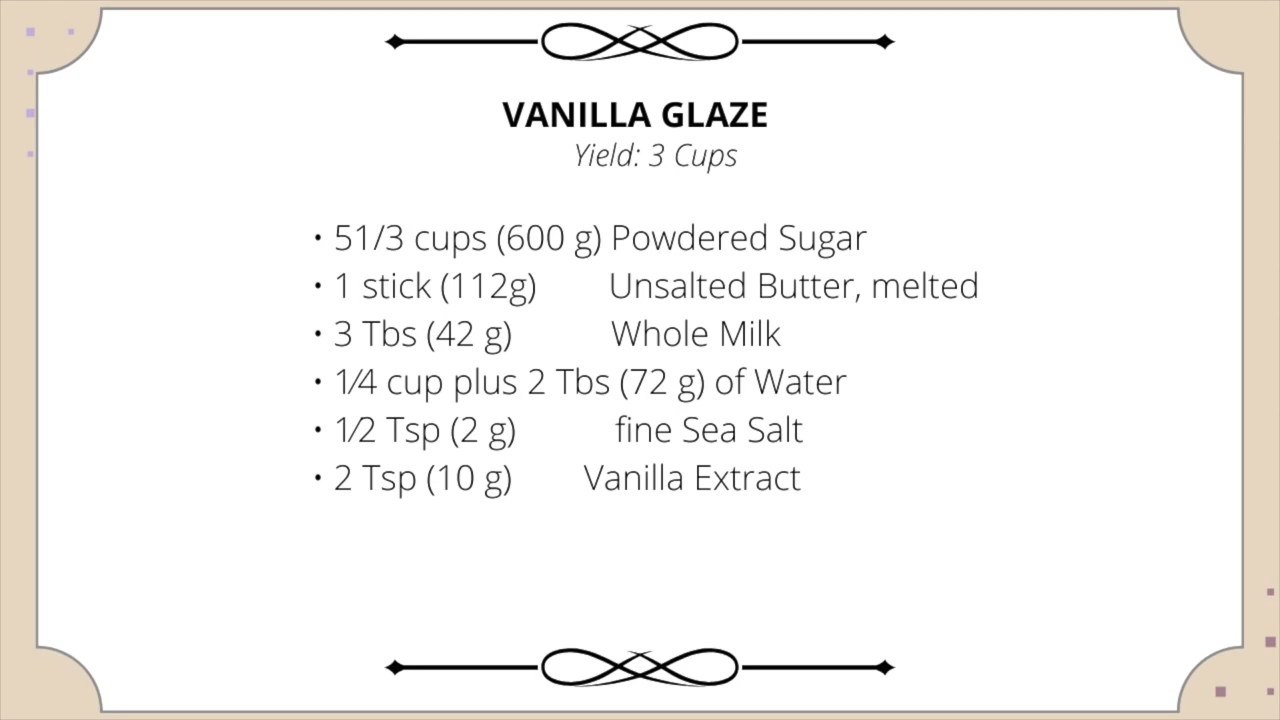 VANILLA GLAZE
Yield: 3 Cups
• 51/3 cups (600 g) Powdered Sugar
• 1 stick (112g) Unsalted Butter, melted
• 3 Tbs (42 g) Whole Milk
• 1⁄4 cup plus 2 Tbs (72 g) of Water
• 1⁄2 Tsp (2 g) fine Sea Salt
• 2 Tsp (10 g) Vanilla Extract